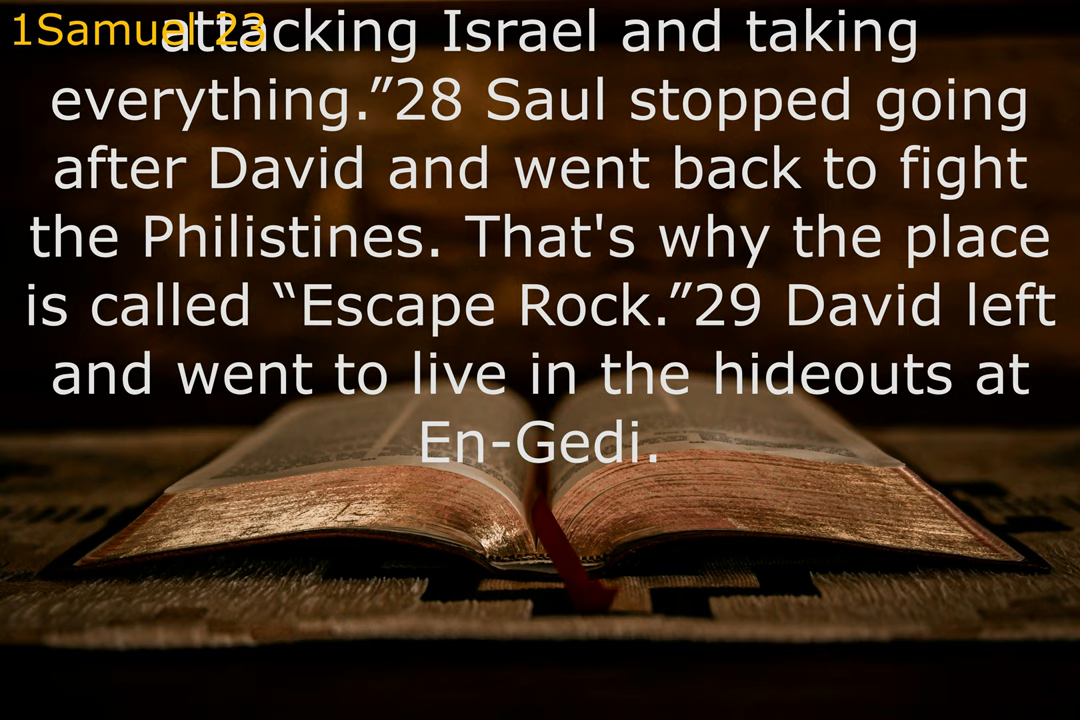 1Samuel 23
attacking Israel and taking
everything.”28 Saul stopped going
after David and went back to fight
the Philistines. That's why the place
is called “Escape Rock.”29 David left
and went to live in the hideouts at
En-Gedi.